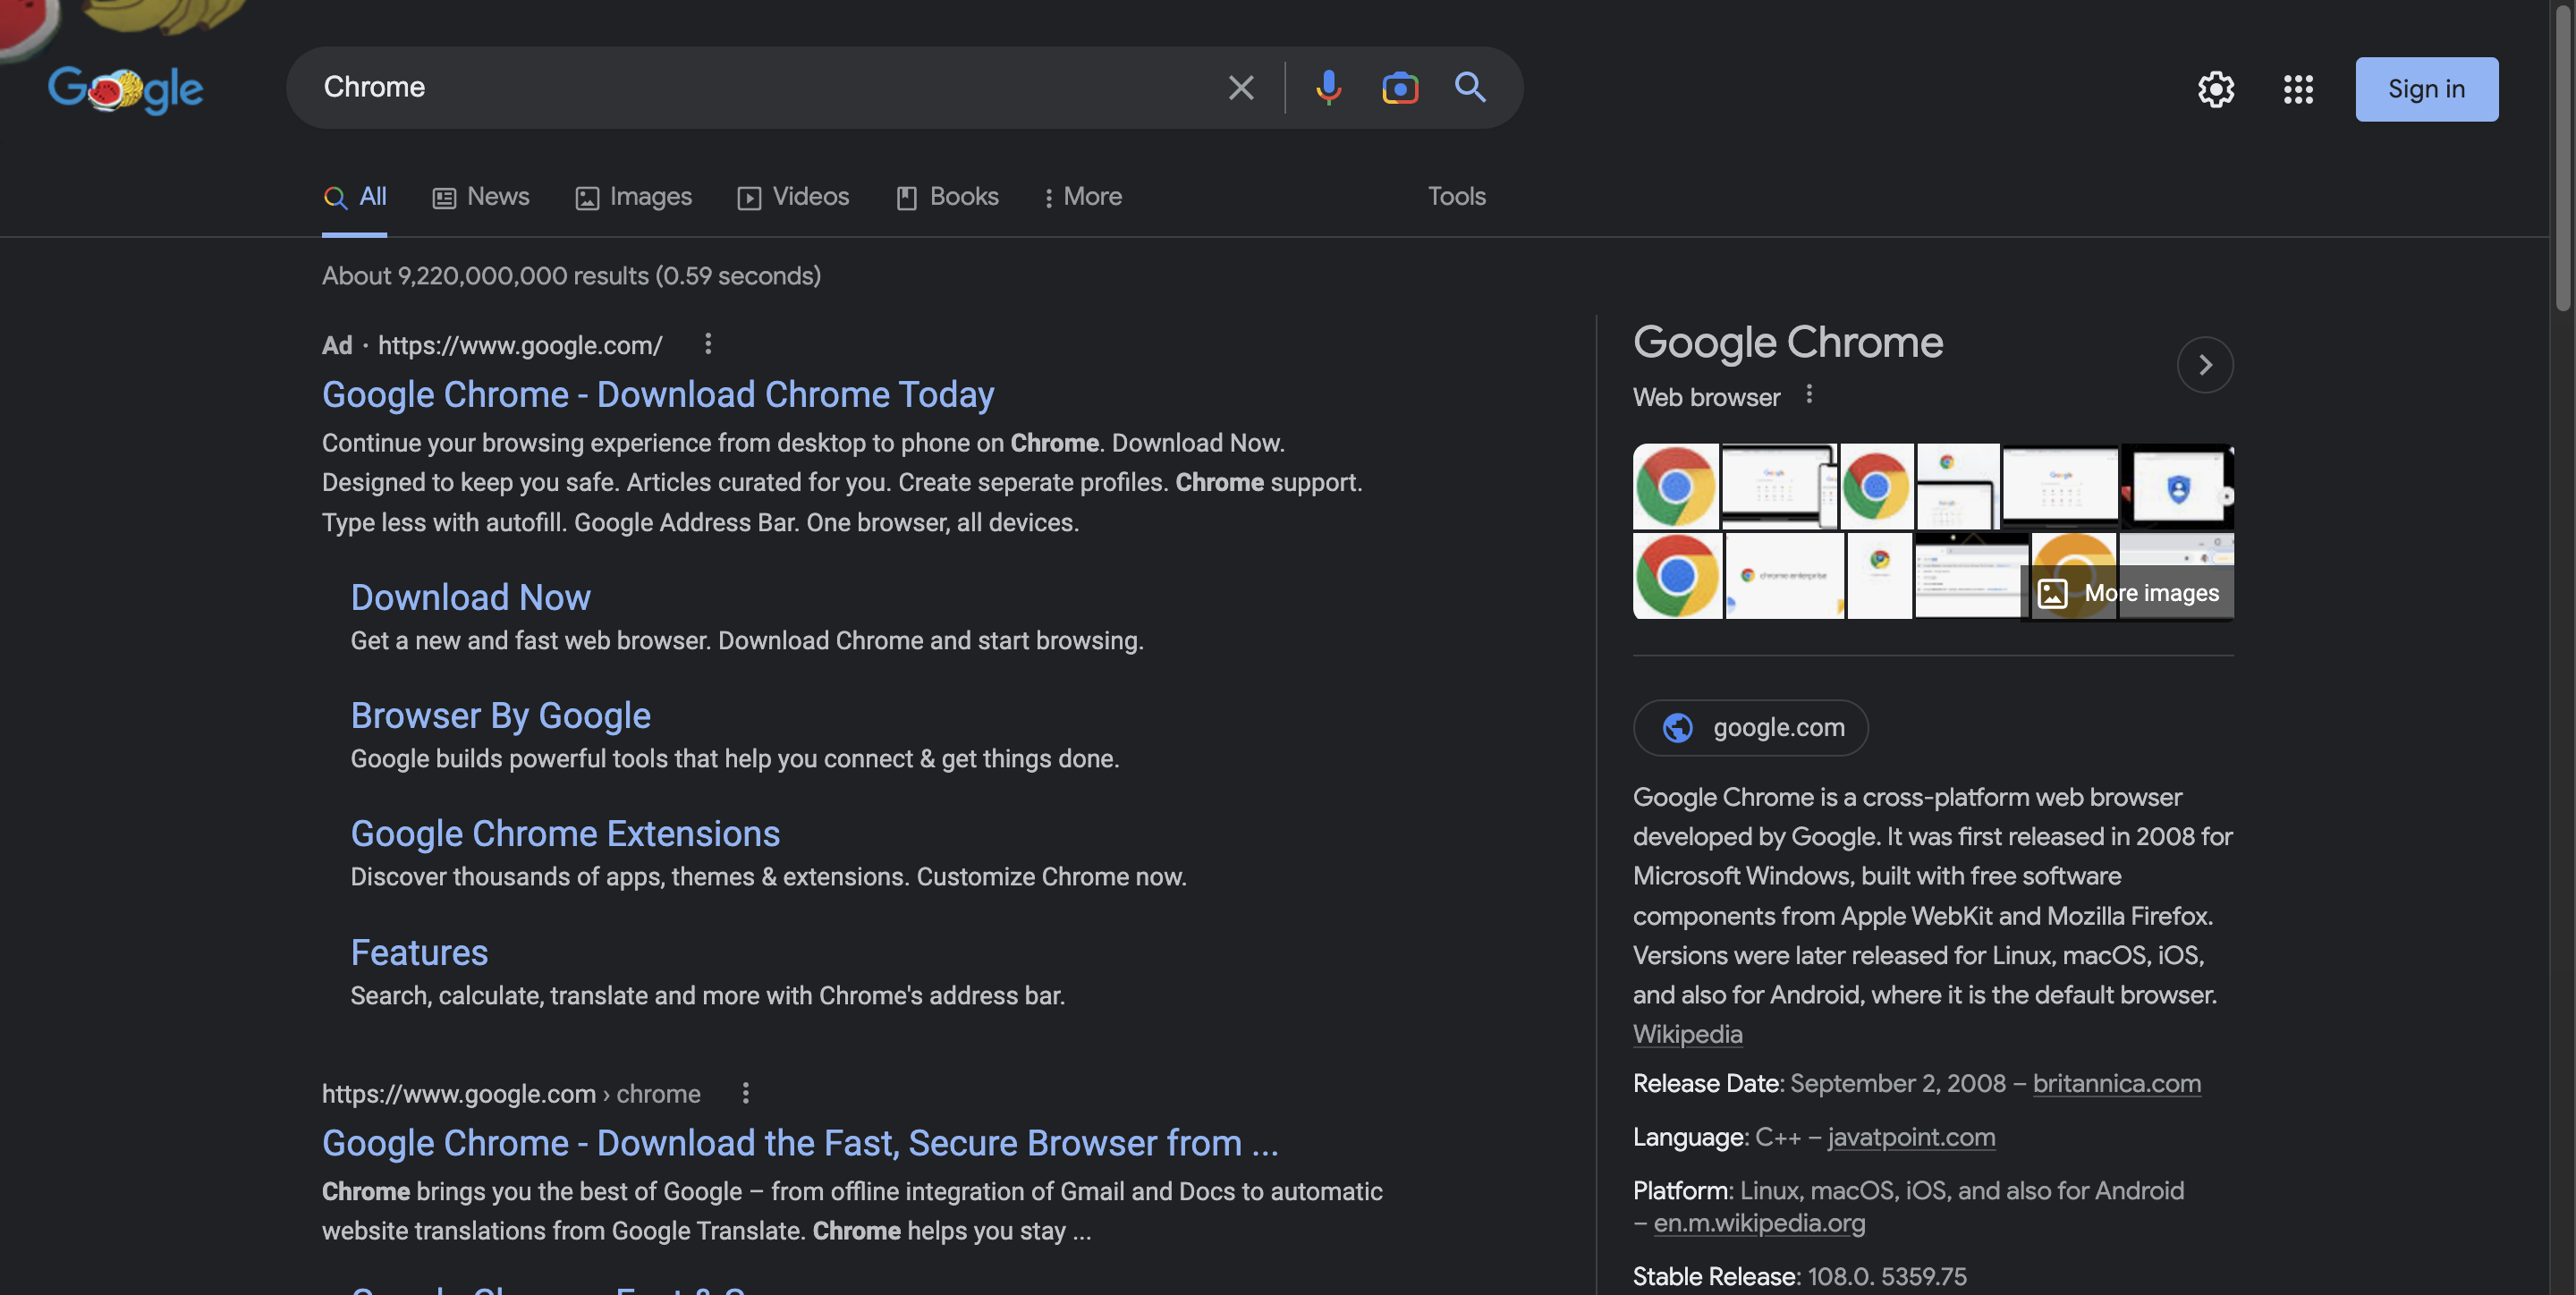 Google
Chrome
Sign in
All News Images Videos Books More Tools
About 9,220,000,000 results (0.59 seconds)
Ad · https://www.google.com/
Google Chrome - Download Chrome Today
Continue your browsing experience from desktop to phone on Chrome. Download Now.
Designed to keep you safe. Articles curated for you. Create seperate profiles. Chrome support.
Type less with autofill. Google Address Bar. One browser, all devices.
Download Now
Get a new and fast web browser. Download Chrome and start browsing.
Browser By Google
Google builds powerful tools that help you connect & get things done.
Google Chrome Extensions
Discover thousands of apps, themes & extensions. Customize Chrome now.
Features
Search, calculate, translate and more with Chrome's address bar.
https://www.google.com › chrome
Google Chrome - Download the Fast, Secure Browser from ...
Chrome brings you the best of Google – from offline integration of Gmail and Docs to automatic
website translations from Google Translate. Chrome helps you stay ...
Google Chrome
Web browser
chrome enterprise
More images
google.com
Google Chrome is a cross-platform web browser
developed by Google. It was first released in 2008 for
Microsoft Windows, built with free software
components from Apple WebKit and Mozilla Firefox.
Versions were later released for Linux, macOS, iOS,
and also for Android, where it is the default browser.
Wikipedia
Release Date: September 2, 2008 – britannica.com
Language: C++ – javatpoint.com
Platform: Linux, macOS, iOS, and also for Android
– en.m.wikipedia.org
Stable Release: 108.0. 5359.75